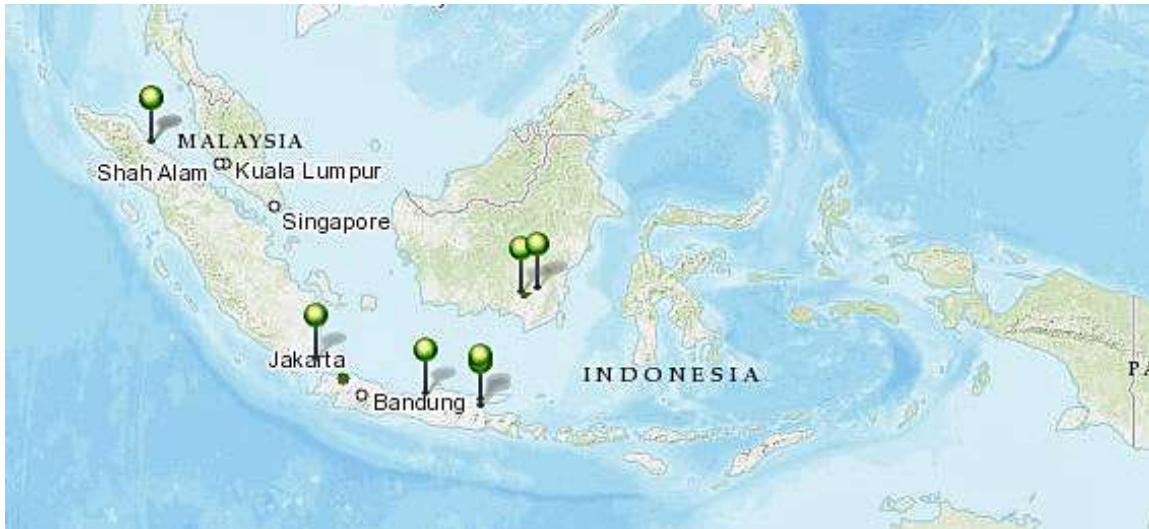 MALAYSIA
Shah Alam
Kuala Lumpur
Singapore
Jakarta
INDONESIA
Bandung